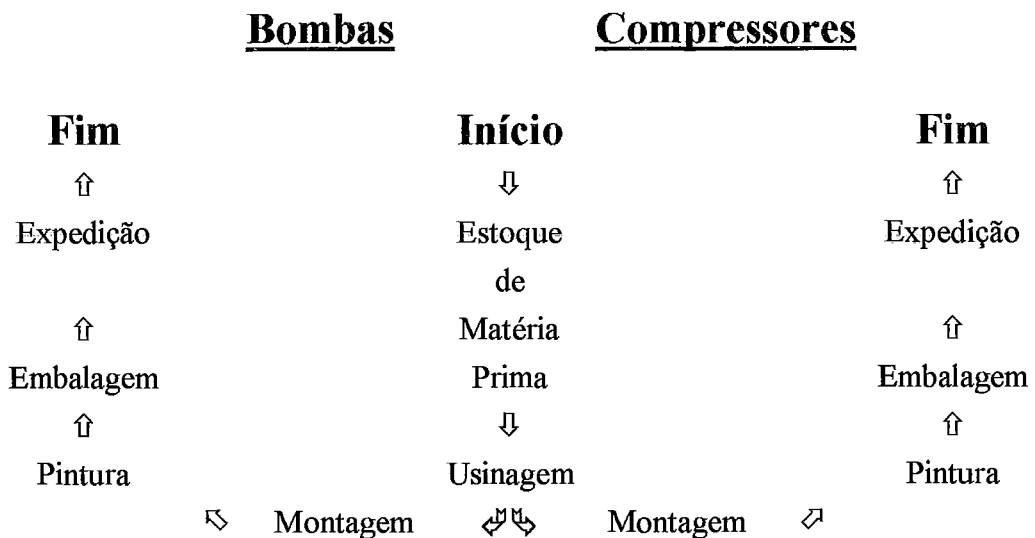 Bombas Compressores
Fim Início Fim
⇧ ⇩ ⇧
Expedição Estoque Expedição
de
⇧ Matéria ⇧
Embalagem Prima Embalagem
⇧ ⇩ ⇧
Pintura Usinagem Pintura
⬁ Montagem ⬃⬂ Montagem ⬀